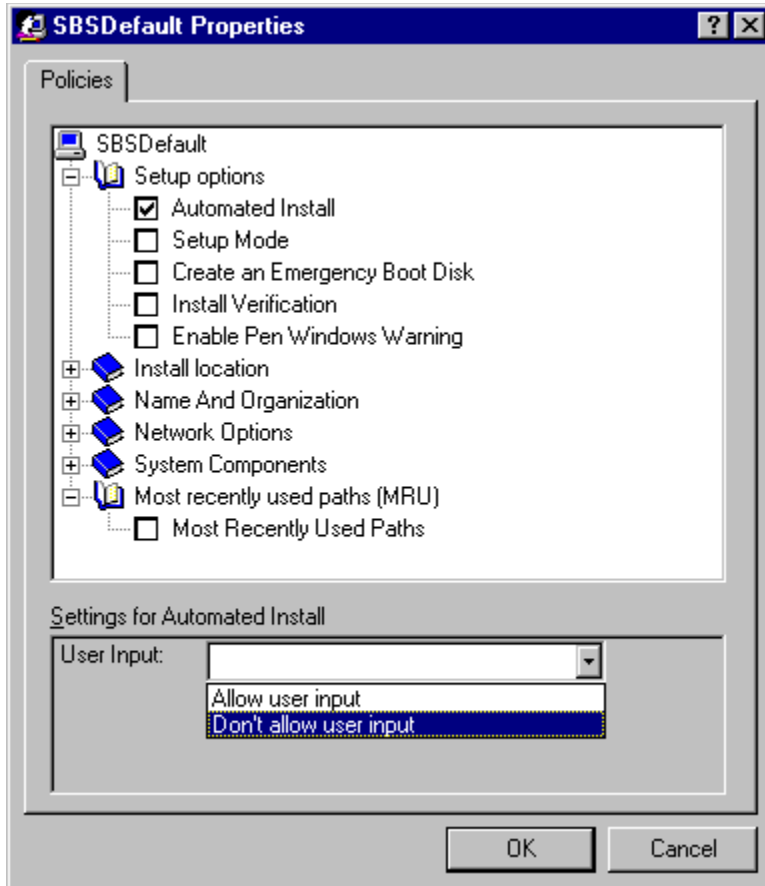 SBSDefault Properties
Policies
SBSDefault
Setup options
Automated Install
Setup Mode
Create an Emergency Boot Disk
Install Verification
Enable Pen Windows Warning
Install location
Name And Organization
Network Options
System Components
Most recently used paths (MRU)
Most Recently Used Paths
Settings for Automated Install
User Input:
Allow user input
Don't allow user input
OK Cancel